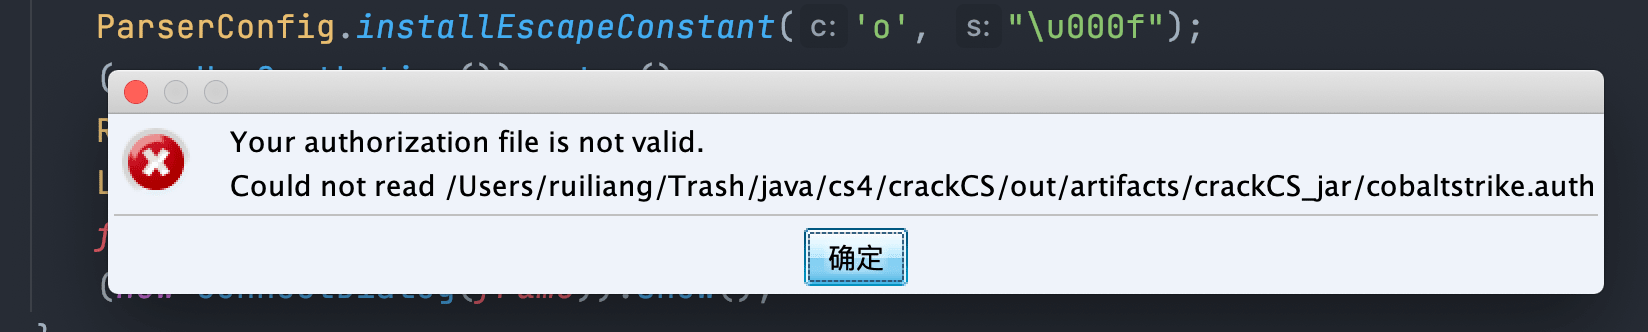 ParserConfig.installEscapeConstant( c: 'o', s: "\u000f");
Your authorization file is not valid.
Could not read /Users/ruiliang/Trash/java/cs4/crackCS/out/artifacts/crackCS_jar/cobaltstrike.auth
确定